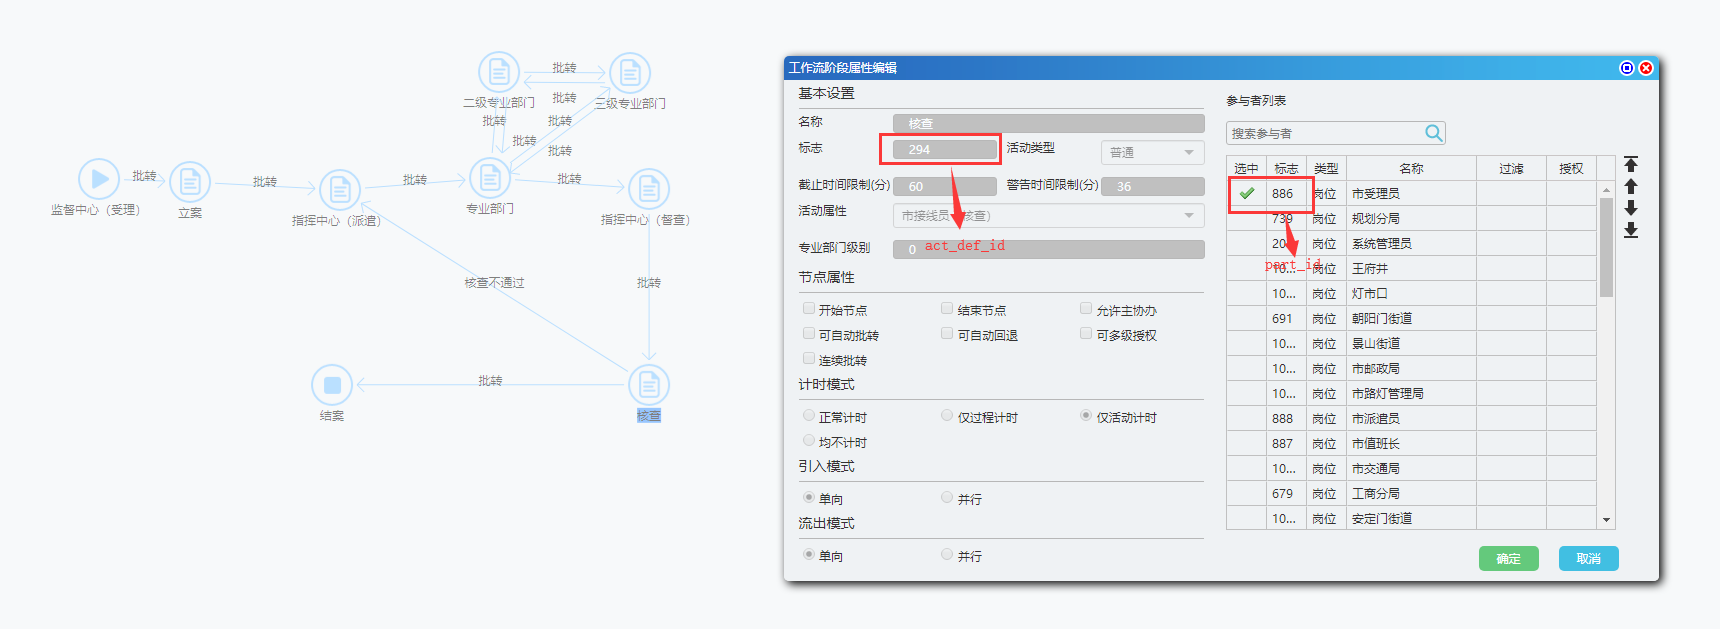 批转
二级专业部门
批转
三级专业部门
批转
批转
批转
批转
监督中心（受理）
批转
立案
批转
指挥中心（派遣）
批转
专业部门
批转
指挥中心（督查）
核查不通过
批转
批转
结案
核查
工作流阶段属性编辑
基本设置
名称
核查
标志
294
活动类型
普通
截止时间限制(分)
60
警告时间限制(分)
36
活动属性
市接线员
核查）
专业部门级别
0
act_def_id
节点属性
开始节点
结束节点
允许主协办
可自动批转
可自动回退
可多级授权
连续批转
计时模式
正常计时
仅过程计时
仅活动计时
均不计时
引入模式
单向
并行
流出模式
单向
并行
参与者列表
搜索参与者
选中 标志 类型 名称 过滤 授权
886 岗位 市受理员
739 岗位 规划分局
20 岗位 系统管理员
part_id
10... 岗位 王府井
10... 岗位 灯市口
691 岗位 朝阳门街道
10... 岗位 景山街道
10... 岗位 市邮政局
10... 岗位 市路灯管理局
888 岗位 市派遣员
887 岗位 市值班长
10... 岗位 市交通局
679 岗位 工商分局
10... 岗位 安定门街道
确定
取消